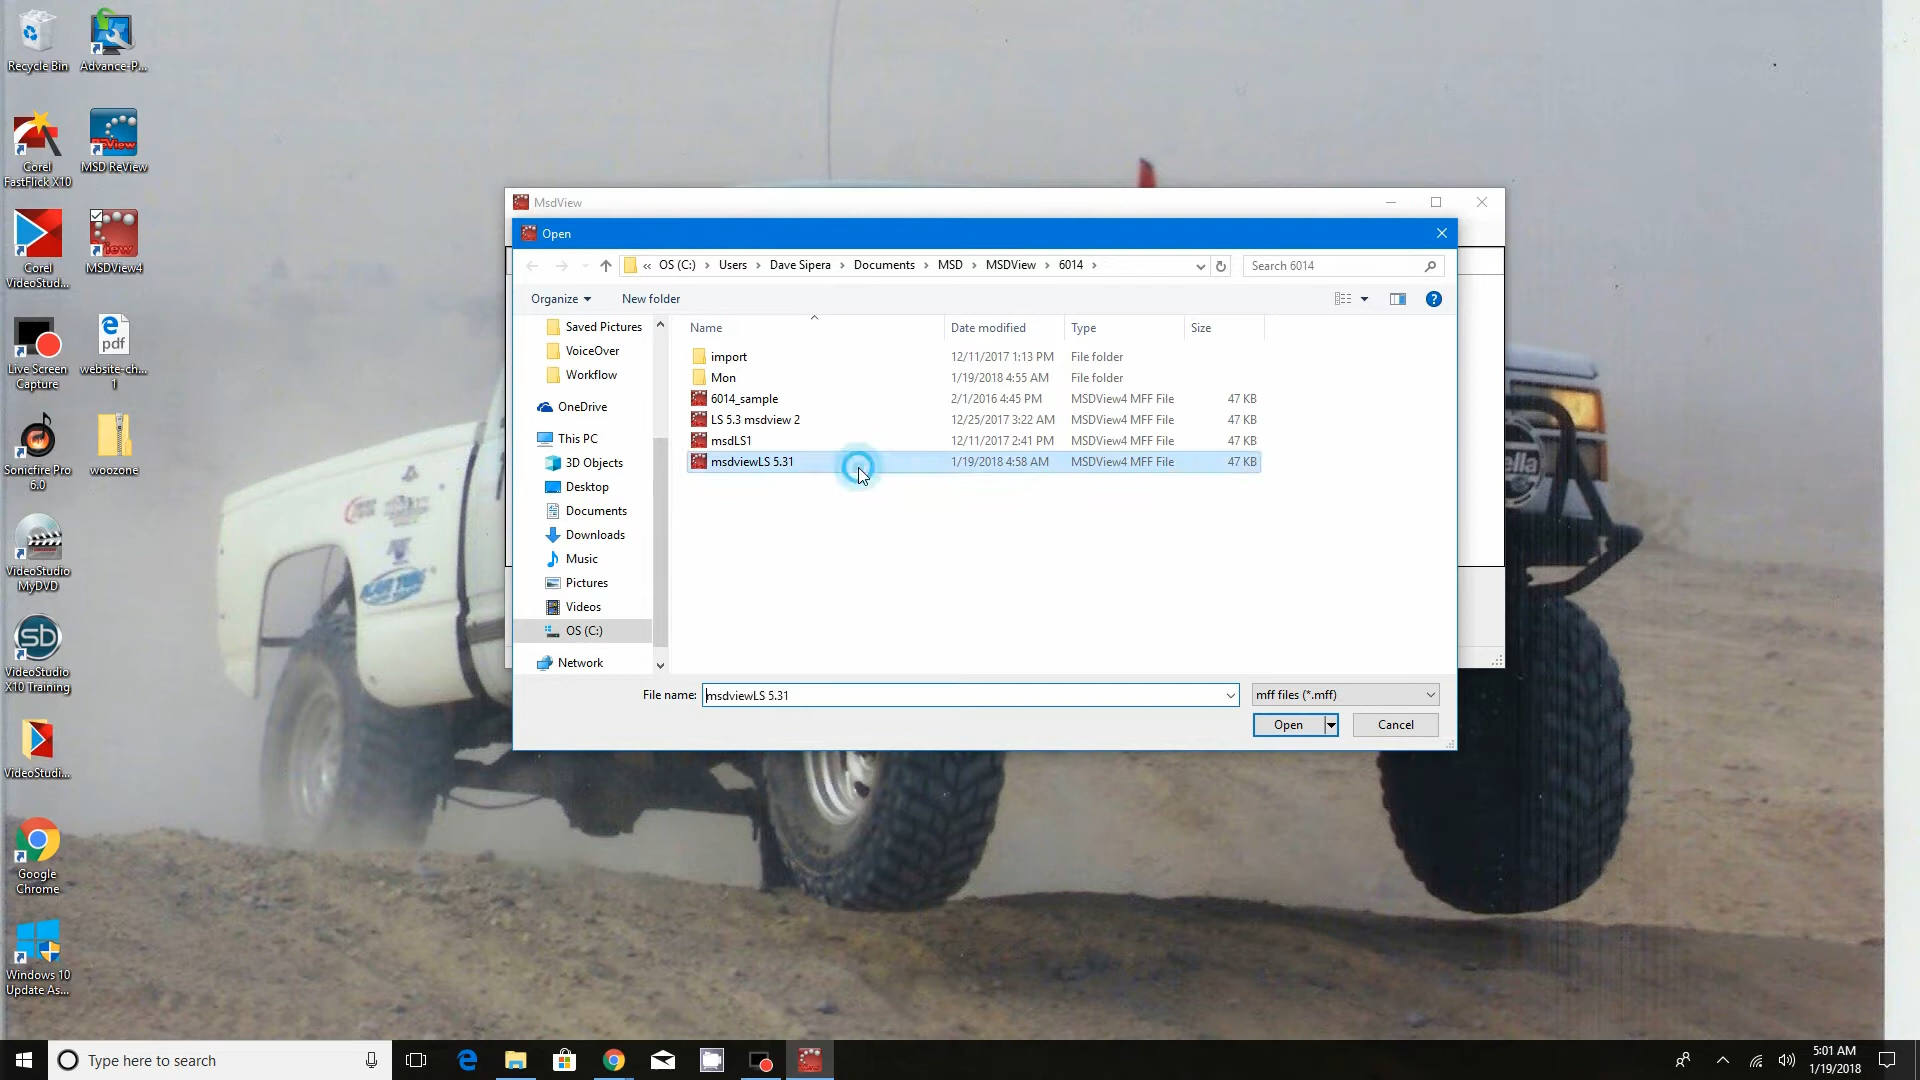 Recycle Bin
Advance-P...
Corel FastFlick X10
MSD ReView
Corel VideoStud...
MSDView4
Live Screen Capture
website-ch... 1
Sonicfire Pro 6.0
woozone
VideoStudio MyDVD
VideoStudio X10 Training
VideoStudi...
Google Chrome
Windows 10 Update As...
MsdView
Open
« OS (C:) › Users › Dave Sipera › Documents › MSD › MSDView › 6014 ›
Search 6014
Organize
New folder
Saved Pictures
VoiceOver
Workflow
OneDrive
This PC
3D Objects
Desktop
Documents
Downloads
Music
Pictures
Videos
OS (C:)
Network
Name Date modified Type Size
import 12/11/2017 1:13 PM File folder
Mon 1/19/2018 4:55 AM File folder
6014_sample 2/1/2016 4:45 PM MSDView4 MFF File 47 KB
LS 5.3 msdview 2 12/25/2017 3:22 AM MSDView4 MFF File 47 KB
msdLS1 12/11/2017 2:41 PM MSDView4 MFF File 47 KB
msdviewLS 5.31 1/19/2018 4:58 AM MSDView4 MFF File 47 KB
File name: msdviewLS 5.31
mff files (*.mff)
Open
Cancel
Type here to search
5:01 AM
1/19/2018